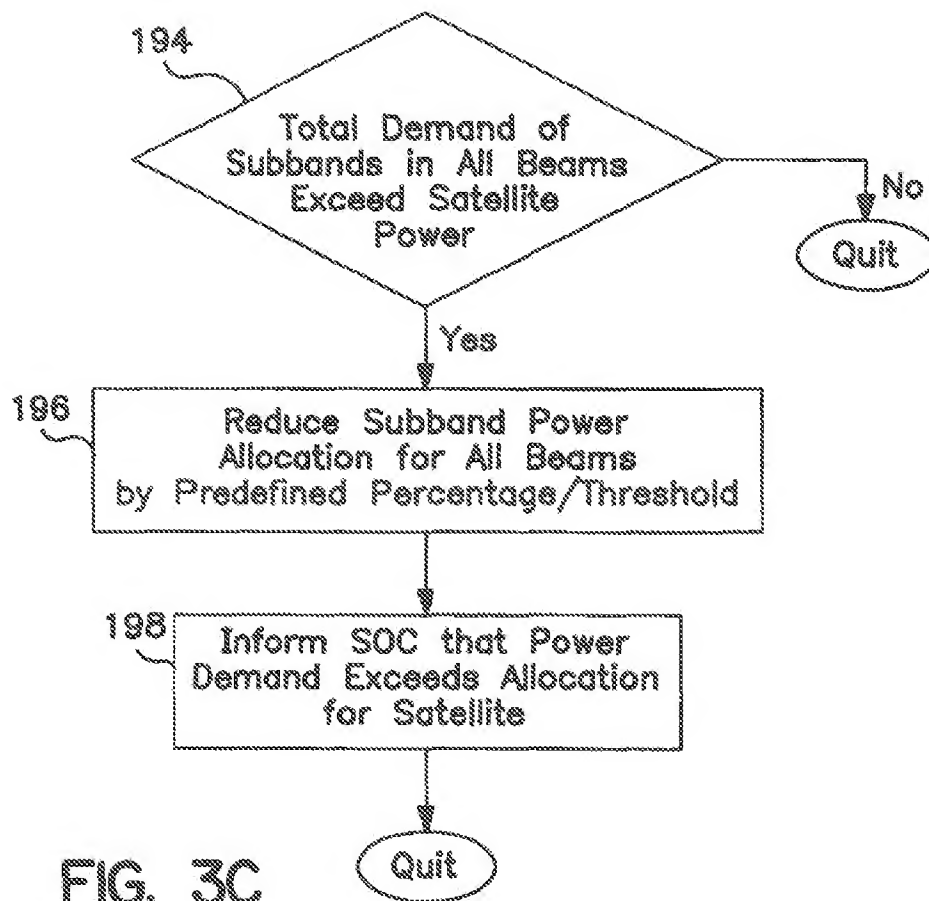 194
Total Demand of
Subbands in All Beams
Exceed Satellite
Power
No
Quit
Yes
196
Reduce Subband Power
Allocation for All Beams
by Predefined Percentage/Threshold
198
Inform SOC that Power
Demand Exceeds Allocation
for Satellite
Quit
FIG. 3C